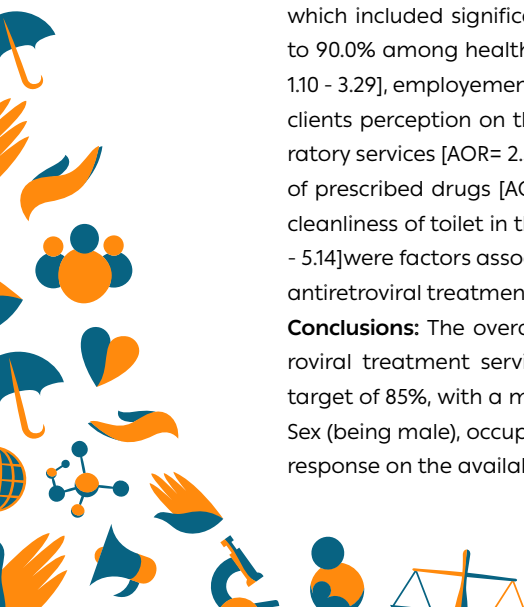 which included signific
to 90.0% among health
1.10 - 3.29], employemen
clients perception on th
ratory services [AOR= 2.
of prescribed drugs [AO
cleanliness of toilet in th
- 5.14]were factors asso
antiretroviral treatmen
Conclusions: The overa
roviral treatment servi
target of 85%, with a m
Sex (being male), occup
response on the availal